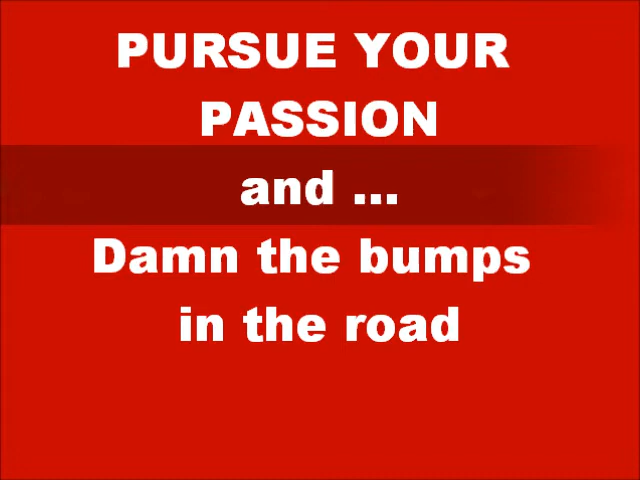 PURSUE YOUR
PASSION
and ...
Damn the bumps
in the road